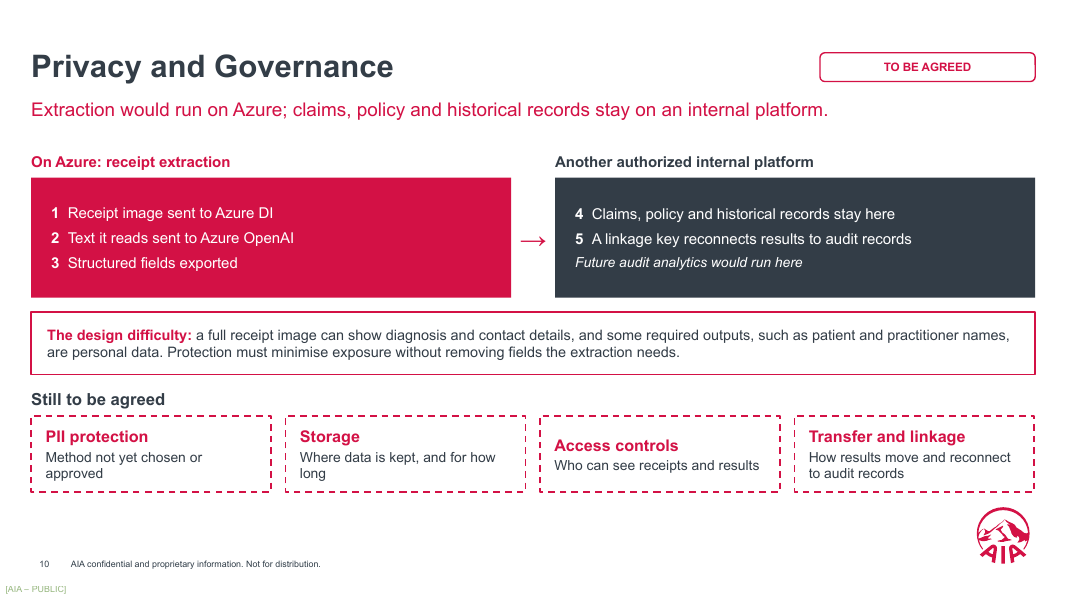 Privacy and Governance
TO BE AGREED
Extraction would run on Azure; claims, policy and historical records stay on an internal platform.
On Azure: receipt extraction
1 Receipt image sent to Azure DI
2 Text it reads sent to Azure OpenAI
3 Structured fields exported
→
Another authorized internal platform
4 Claims, policy and historical records stay here
5 A linkage key reconnects results to audit records
Future audit analytics would run here
The design difficulty: a full receipt image can show diagnosis and contact details, and some required outputs, such as patient and practitioner names,
are personal data. Protection must minimise exposure without removing fields the extraction needs.
Still to be agreed
PII protection
Method not yet chosen or
approved
Storage
Where data is kept, and for how
long
Access controls
Who can see receipts and results
Transfer and linkage
How results move and reconnect
to audit records
AIA
10 AIA confidential and proprietary information. Not for distribution.
[AIA – PUBLIC]